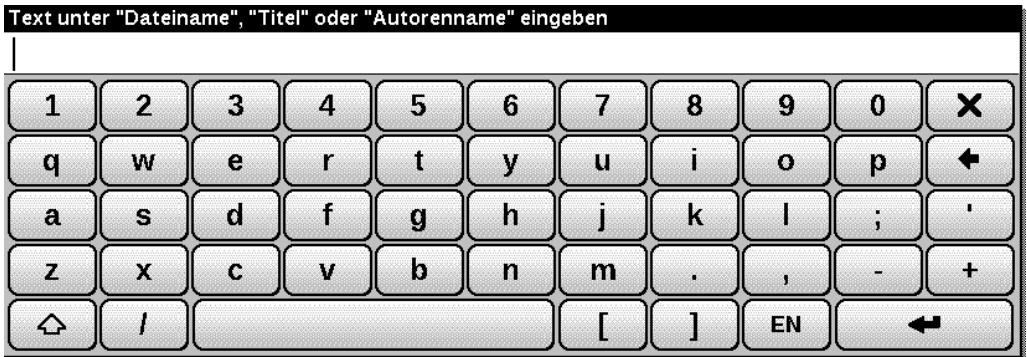 Text unter "Dateiname", "Titel" oder "Autorenname" eingeben
1 2 3 4 5 6 7 8 9 0
q w e r t y u i o p
a s d f g h j k l ; '
z x c v b n m . , - +
/ [ ] EN